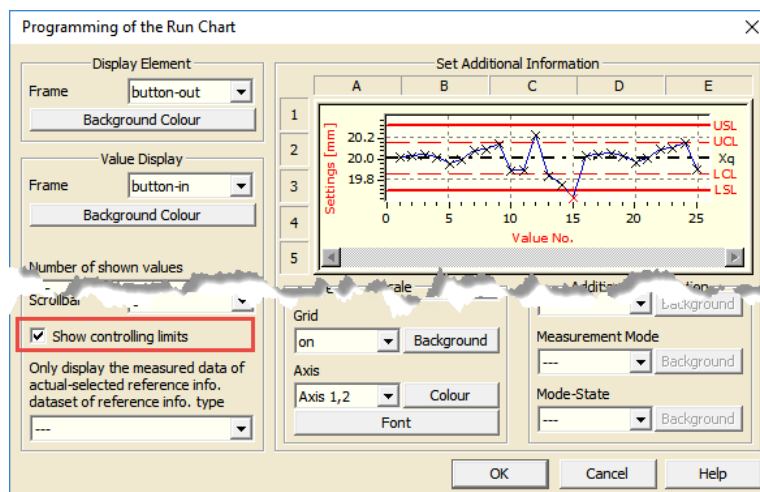 Programming of the Run Chart
Display Element
Frame
button-out
Background Colour
Value Display
Frame
button-in
Background Colour
Number of shown values
Scrollbar
Show controlling limits
Only display the measured data of
actual-selected reference info.
dataset of reference info. type
---
Set Additional Information
A B C D E
1
2
3
4
5
Settings [mm]
20.2
20.0
19.8
USL
UCL
Xq
LCL
LSL
0 5 10 15 20 25
Value No.
Grid
on
Background
Axis
Axis 1,2
Colour
Font
Background
Measurement Mode
---
Background
Mode-State
---
Background
OK
Cancel
Help